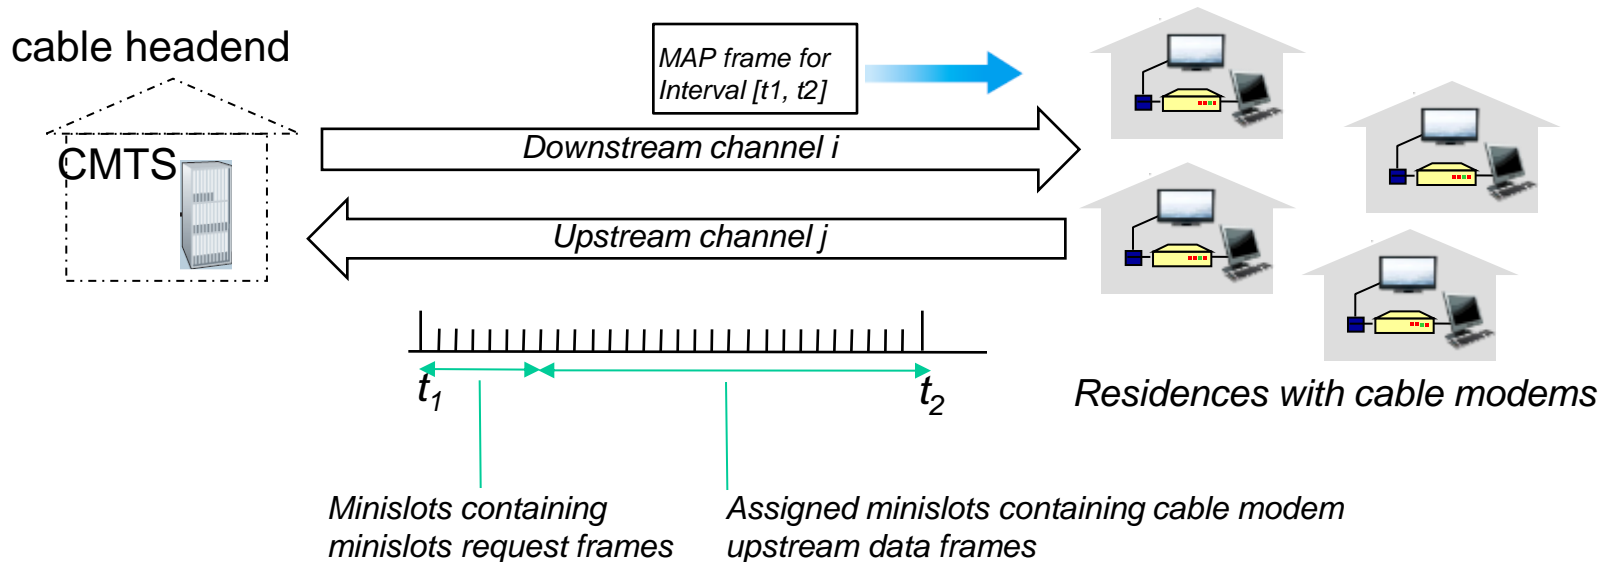 cable headend
CMTS
MAP frame for
Interval [t1, t2]
Downstream channel i
Upstream channel j
t1
t2
Residences with cable modems
Minislots containing
minislots request frames
Assigned minislots containing cable modem
upstream data frames